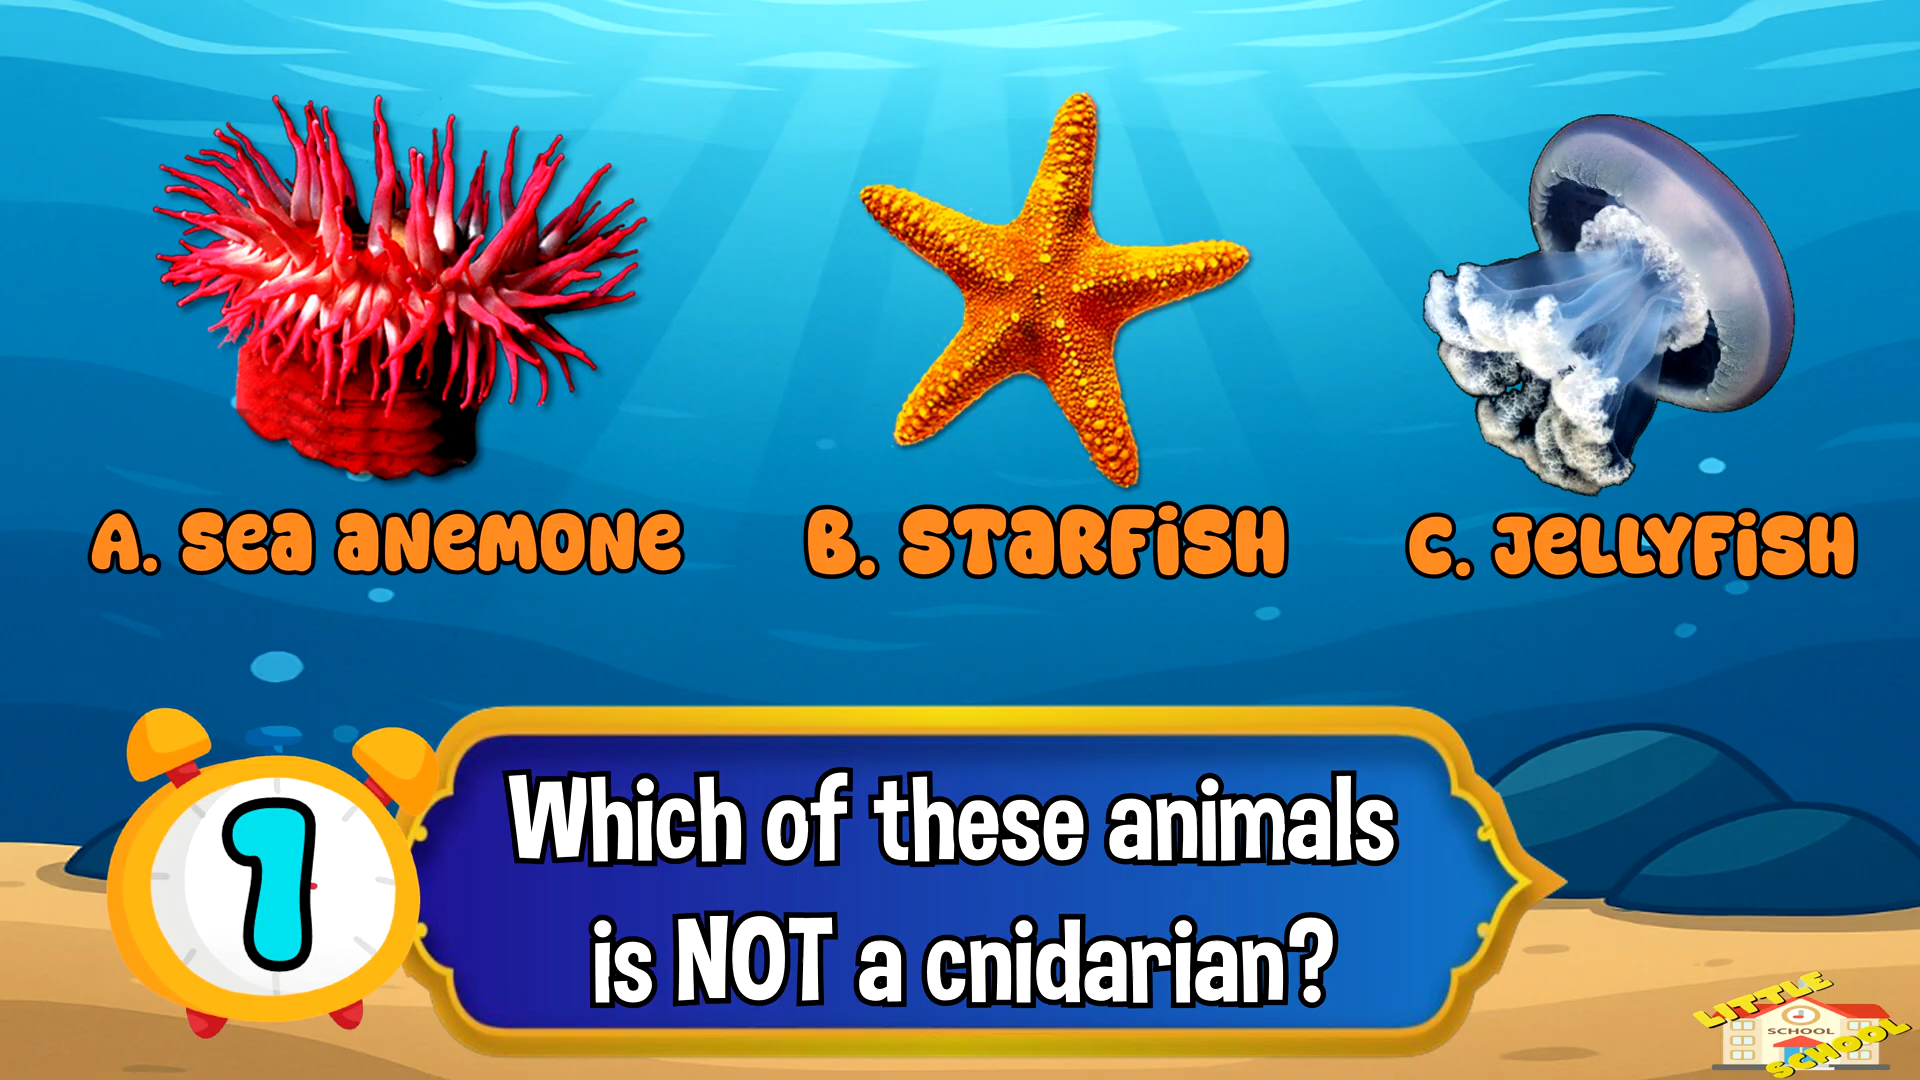 A. Sea anemone
B. Starfish
C. Jellyfish
1
Which of these animals
is NOT a cnidarian?
LITTLE
SCHOOL
SCHOOL